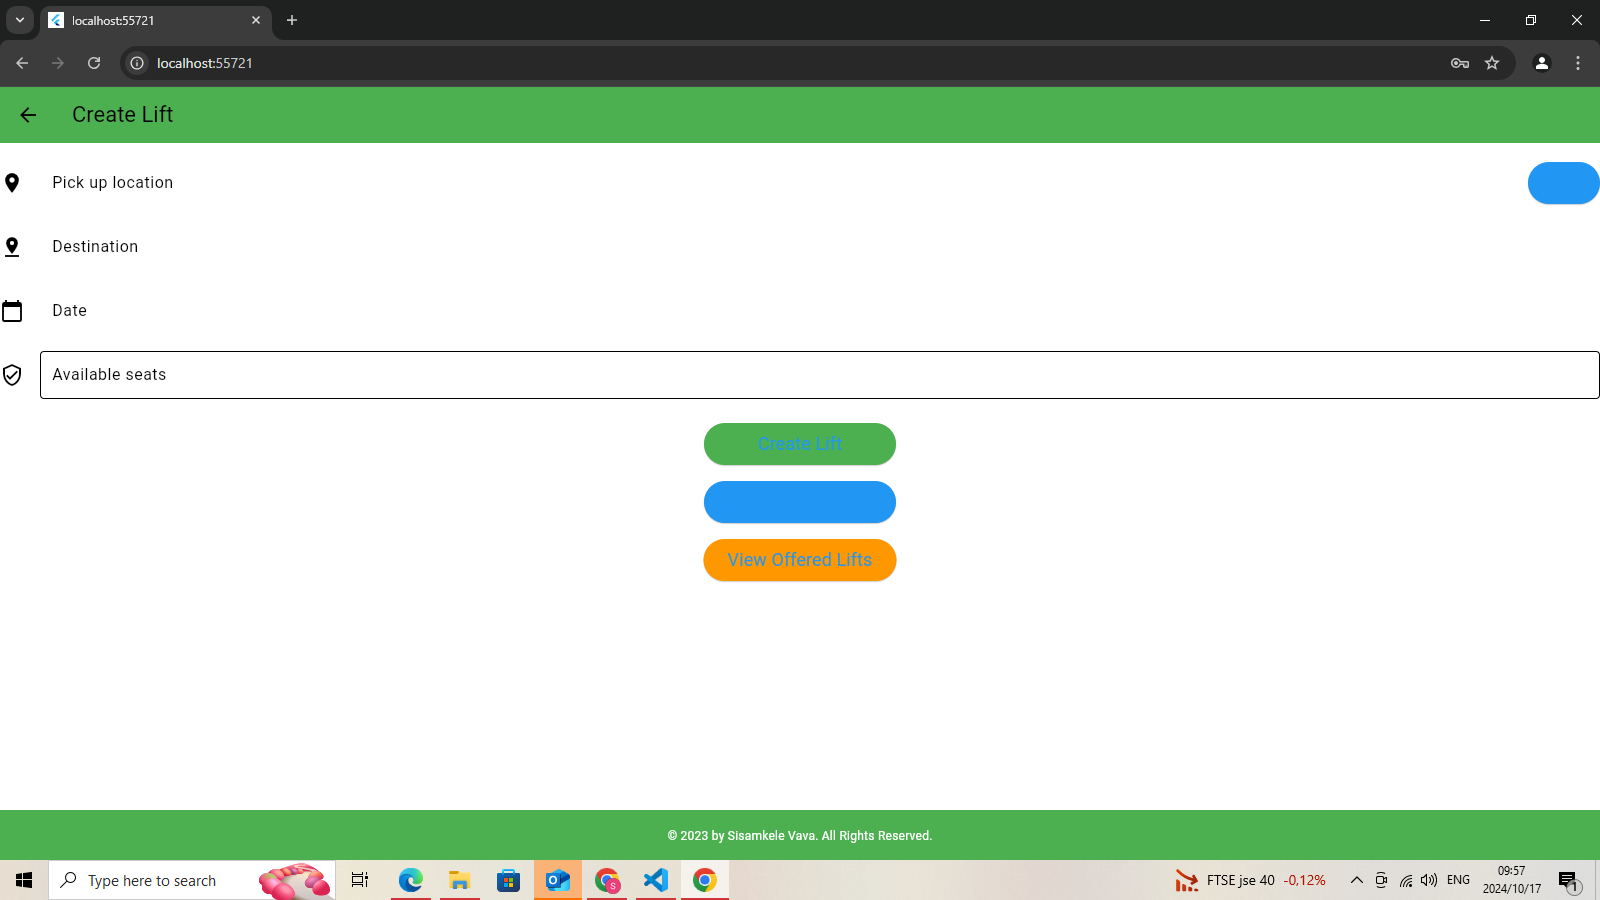 localhost:55721
localhost:55721
Create Lift
Pick up location
Destination
Date
Available seats
Create Lift
View Offered Lifts
© 2023 by Sisamkele Vava. All Rights Reserved.
Type here to search
S
FTSE jse 40 -0,12%
ENG
09:57
2024/10/17
1